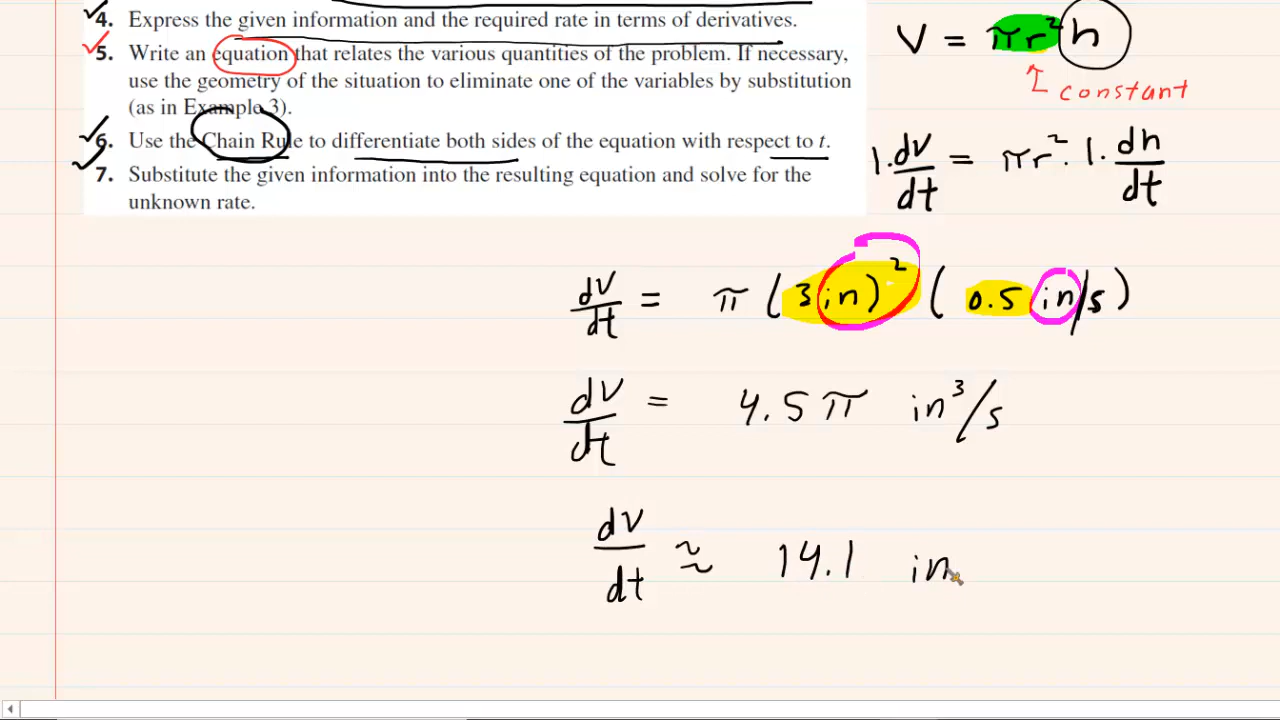 4. Express the given information and the required rate in terms of derivatives.
5. Write an equation that relates the various quantities of the problem. If necessary,
use the geometry of the situation to eliminate one of the variables by substitution
(as in Example 3).
6. Use the Chain Rule to differentiate both sides of the equation with respect to t.
7. Substitute the given information into the resulting equation and solve for the
unknown rate.
V = πr²h
constant
1·dV/dt = πr²·1·dh/dt
dV/dt = π(3in)²(0.5in/s)
dV/dt = 4.5π in³/s
dV/dt ≈ 14.1 in